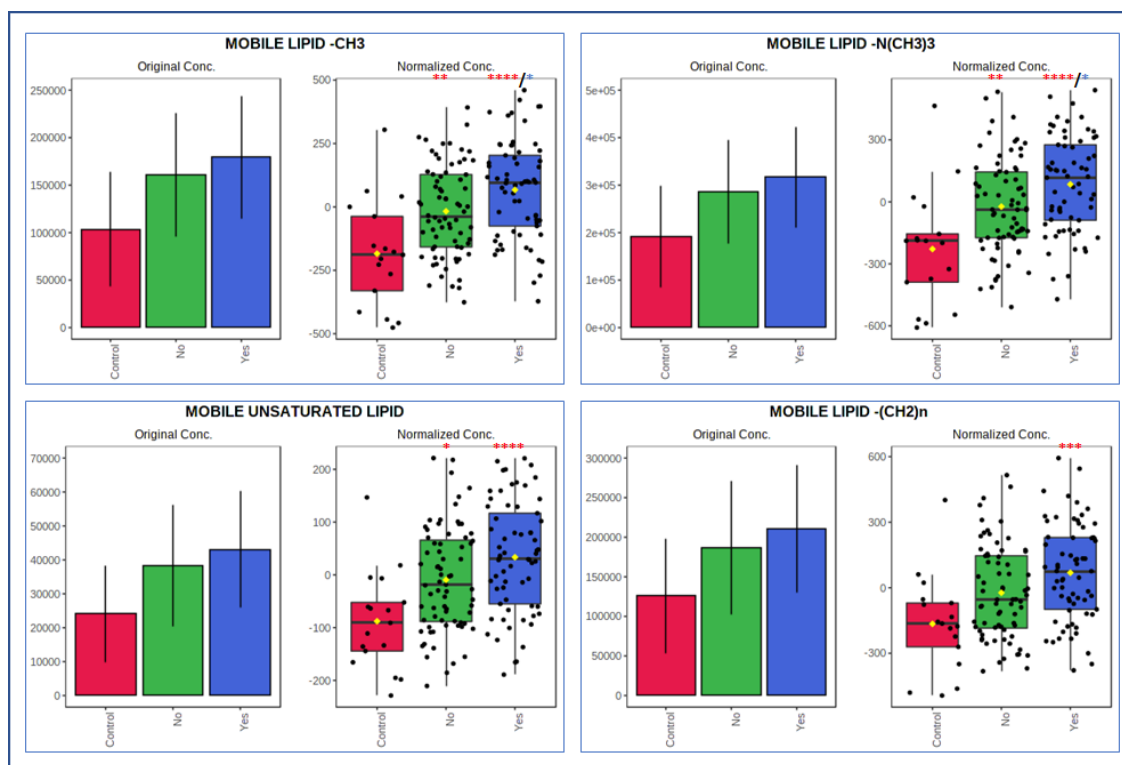 MOBILE LIPID -CH3
Original Conc.
250000
200000
150000
100000
50000
0
Control
No
Yes
Normalized Conc.
** ****/*
500
250
0
-250
-500
Control
No
Yes
MOBILE LIPID -N(CH3)3
Original Conc.
5e+05
4e+05
3e+05
2e+05
1e+05
0e+00
Control
No
Yes
Normalized Conc.
** ****/*
300
0
-300
-600
Control
No
Yes
MOBILE UNSATURATED LIPID
Original Conc.
70000
60000
50000
40000
30000
20000
10000
0
Control
No
Yes
Normalized Conc.
* ****
200
100
0
-100
-200
Control
No
Yes
MOBILE LIPID -(CH2)n
Original Conc.
300000
250000
200000
150000
100000
50000
0
Control
No
Yes
Normalized Conc.
***
600
300
0
-300
Control
No
Yes